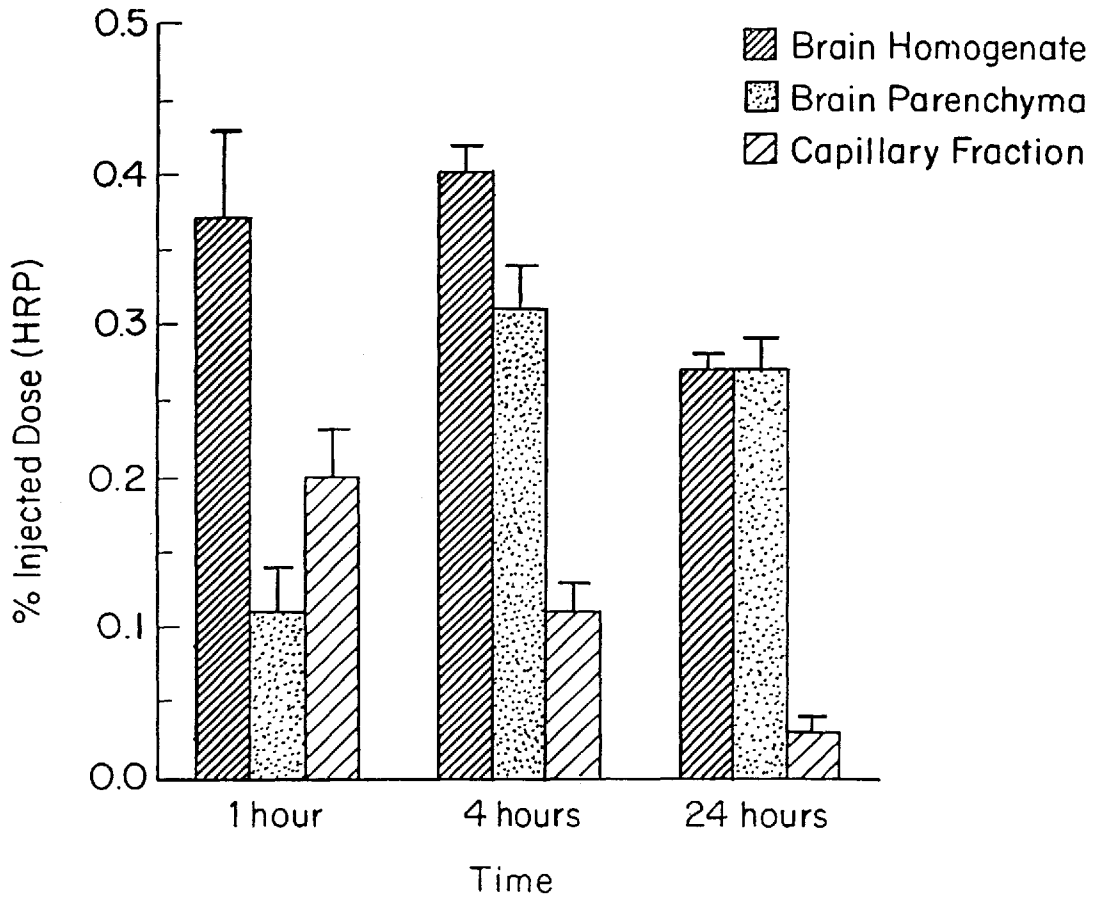 % Injected Dose (HRP)
0.5
0.4
0.3
0.2
0.1
0.0
Brain Homogenate
Brain Parenchyma
Capillary Fraction
1 hour
4 hours
24 hours
Time